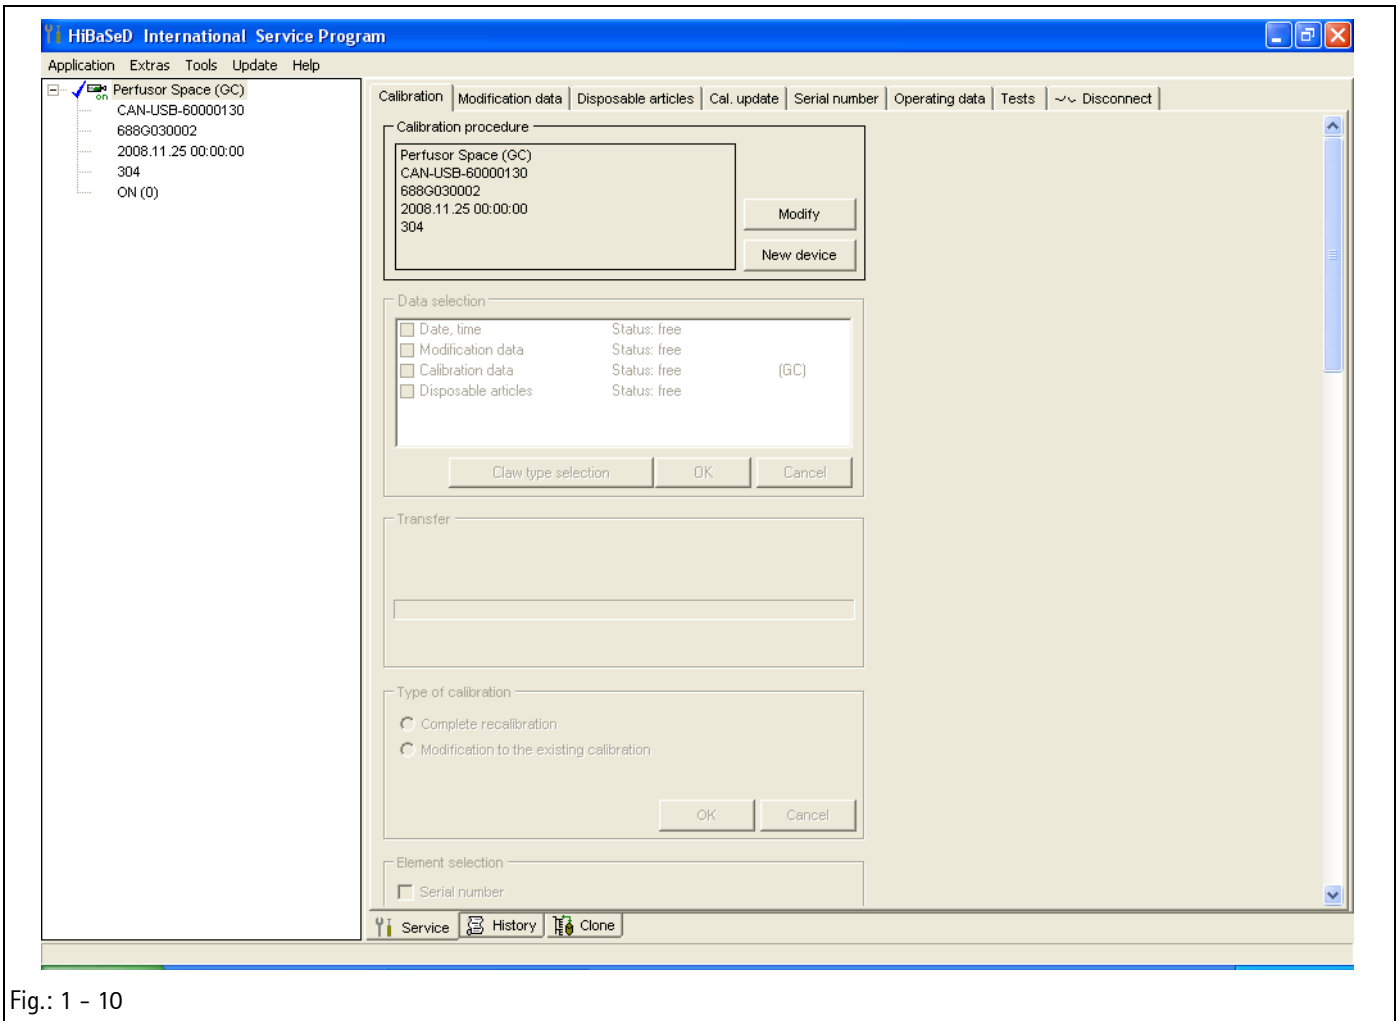 HiBaSeD International Service Program
Application Extras Tools Update Help
Perfusor Space (GC)
on
CAN-USB-60000130
688G030002
2008.11.25 00:00:00
304
ON (0)
Calibration Modification data Disposable articles Cal. update Serial number Operating data Tests Disconnect
Calibration procedure
Perfusor Space (GC)
CAN-USB-60000130
688G030002
2008.11.25 00:00:00
304
Modify
New device
Data selection
Date, time Status: free
Modification data Status: free
Calibration data Status: free (GC)
Disposable articles Status: free
Claw type selection OK Cancel
Transfer
Type of calibration
Complete recalibration
Modification to the existing calibration
OK Cancel
Element selection
Serial number
Service History Clone
Fig.: 1 - 10